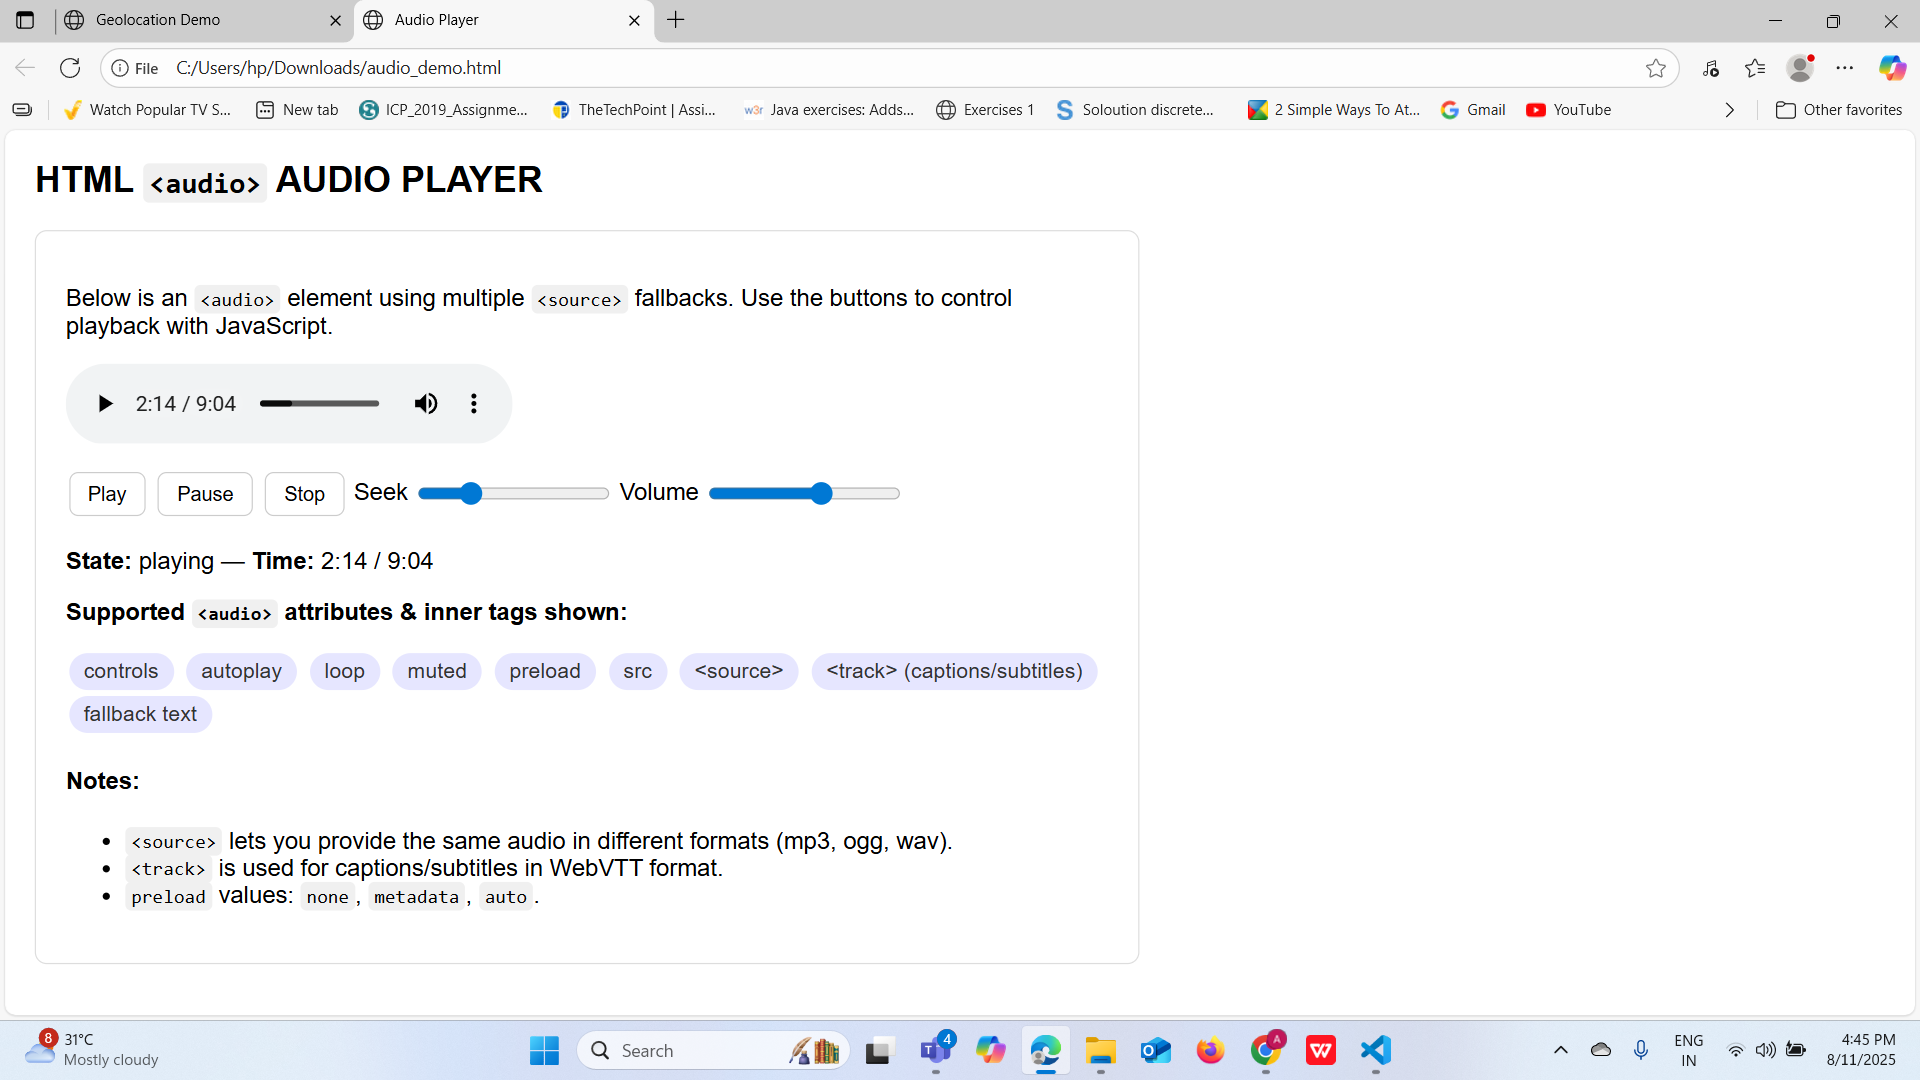 Geolocation Demo
Audio Player
File C:/Users/hp/Downloads/audio_demo.html
Watch Popular TV S... New tab ICP_2019_Assignme... TheTechPoint | Assi... w3r Java exercises: Adds... Exercises 1 S Soloution discrete... 2 Simple Ways To At... Gmail YouTube Other favorites
HTML <audio> AUDIO PLAYER
Below is an <audio> element using multiple <source> fallbacks. Use the buttons to control
playback with JavaScript.
2:14 / 9:04
Play Pause Stop Seek Volume
State: playing — Time: 2:14 / 9:04
Supported <audio> attributes & inner tags shown:
controls autoplay loop muted preload src <source> <track> (captions/subtitles)
fallback text
Notes:
• <source> lets you provide the same audio in different formats (mp3, ogg, wav).
• <track> is used for captions/subtitles in WebVTT format.
• preload values: none, metadata, auto.
8 31°C
Mostly cloudy
Search
4
A
W
ENG
IN
4:45 PM
8/11/2025